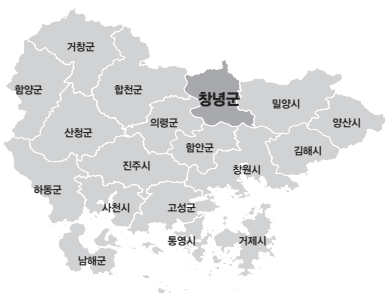 거창군
함양군
합천군
창녕군
밀양시
양산시
의령군
산청군
함안군
김해시
진주시
창원시
하동군
사천시
고성군
통영시
거제시
남해군